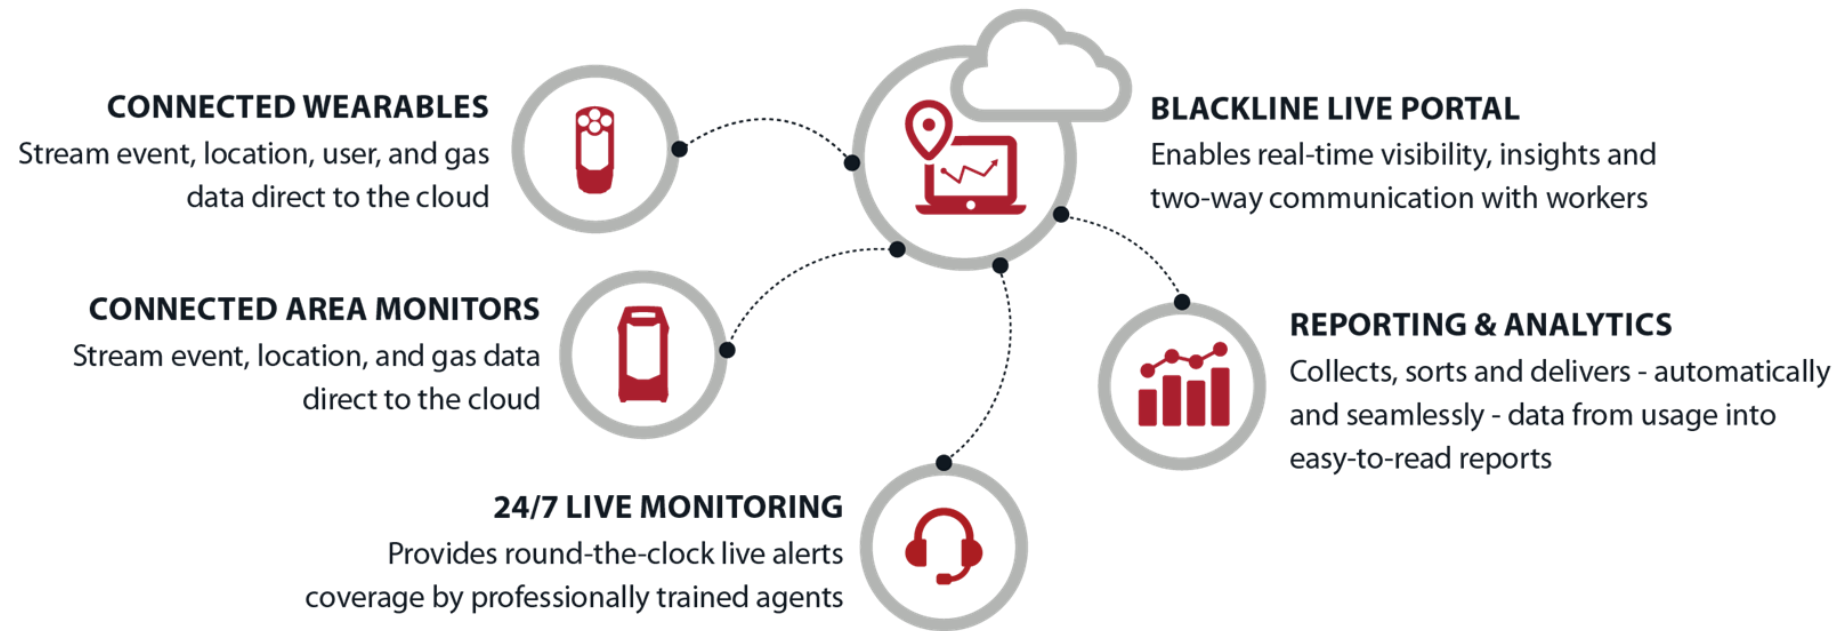 CONNECTED WEARABLES
Stream event, location, user, and gas
data direct to the cloud
BLACKLINE LIVE PORTAL
Enables real-time visibility, insights and
two-way communication with workers
CONNECTED AREA MONITORS
Stream event, location, and gas data
direct to the cloud
REPORTING & ANALYTICS
Collects, sorts and delivers - automatically
and seamlessly - data from usage into
easy-to-read reports
24/7 LIVE MONITORING
Provides round-the-clock live alerts
coverage by professionally trained agents